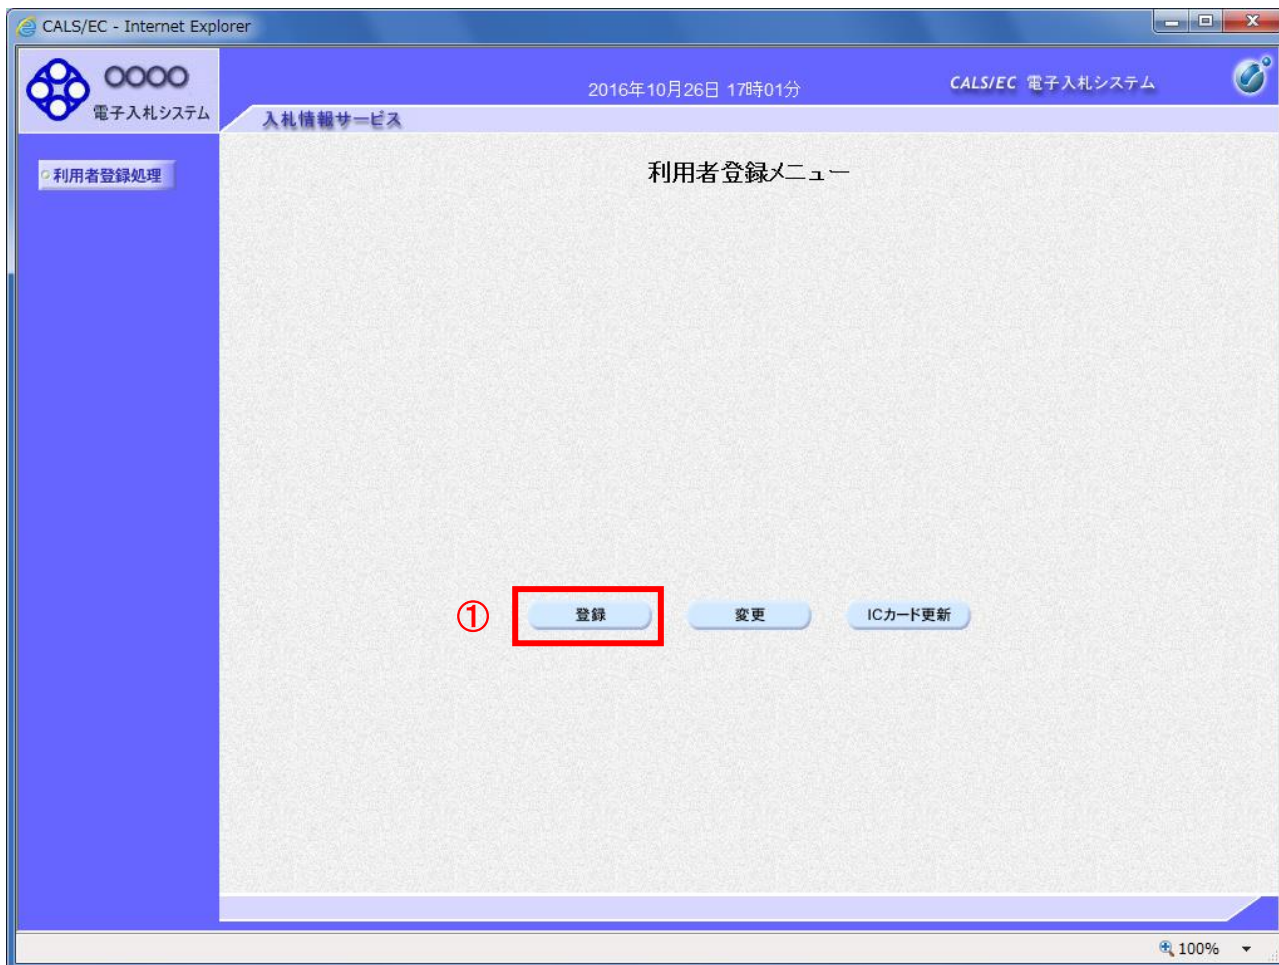 CALS/EC - Internet Explorer
〇〇〇〇
電子入札システム
2016年10月26日 17時01分
CALS/EC 電子入札システム
入札情報サービス
利用者登録処理
利用者登録メニュー
① 登録 変更 ICカード更新
100%